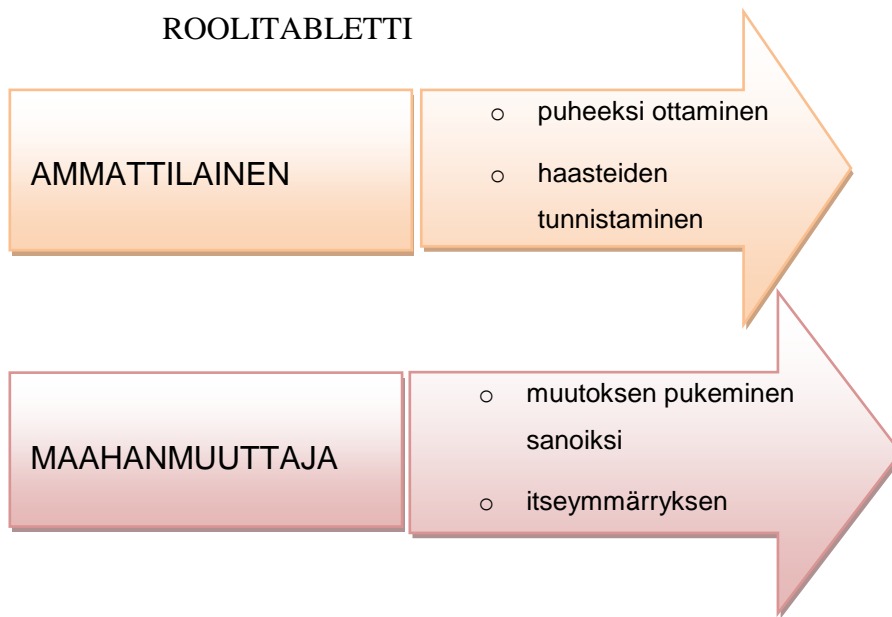 ROOLITABLETTI
AMMATTILAINEN
o puheeksi ottaminen
o haasteiden
tunnistaminen
MAAHANMUUTTAJA
o muutoksen pukeminen
sanoiksi
o itseymmärryksen